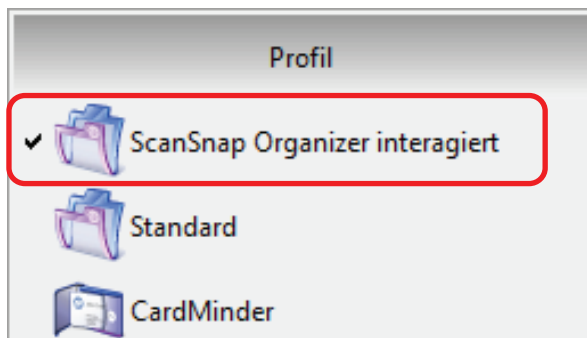 Profil
ScanSnap Organizer interagiert
Standard
CardMinder